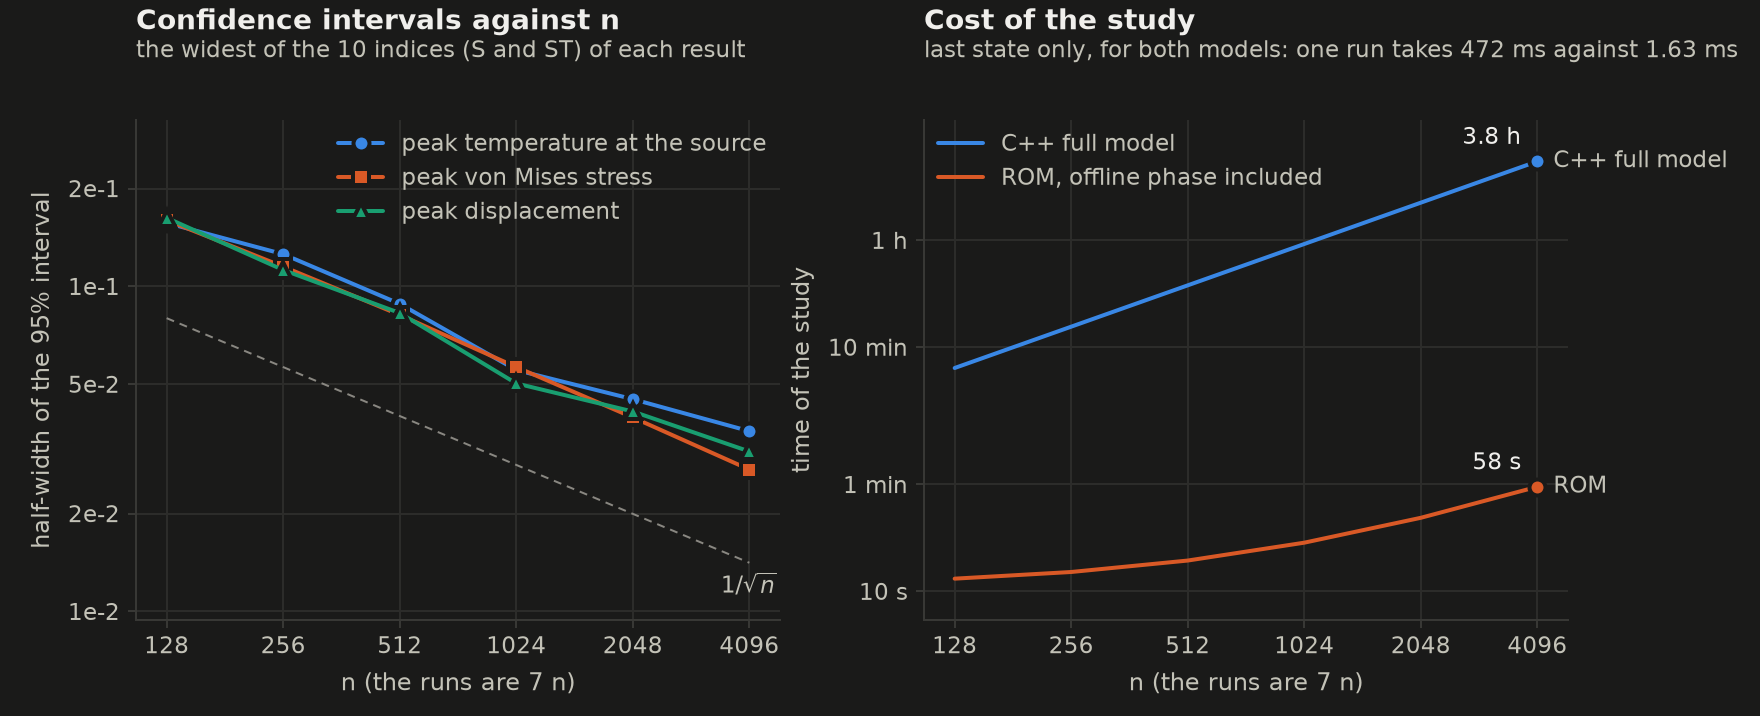 Confidence intervals against n
the widest of the 10 indices (S and ST) of each result
half-width of the 95% interval
2e-1
1e-1
5e-2
2e-2
1e-2
peak temperature at the source
peak von Mises stress
peak displacement
1/√n
128
256
512
1024
2048
4096
n (the runs are 7 n)
Cost of the study
last state only, for both models: one run takes 472 ms against 1.63 ms
time of the study
1 h
10 min
1 min
10 s
C++ full model
ROM, offline phase included
3.8 h
C++ full model
58 s
ROM
128
256
512
1024
2048
4096
n (the runs are 7 n)